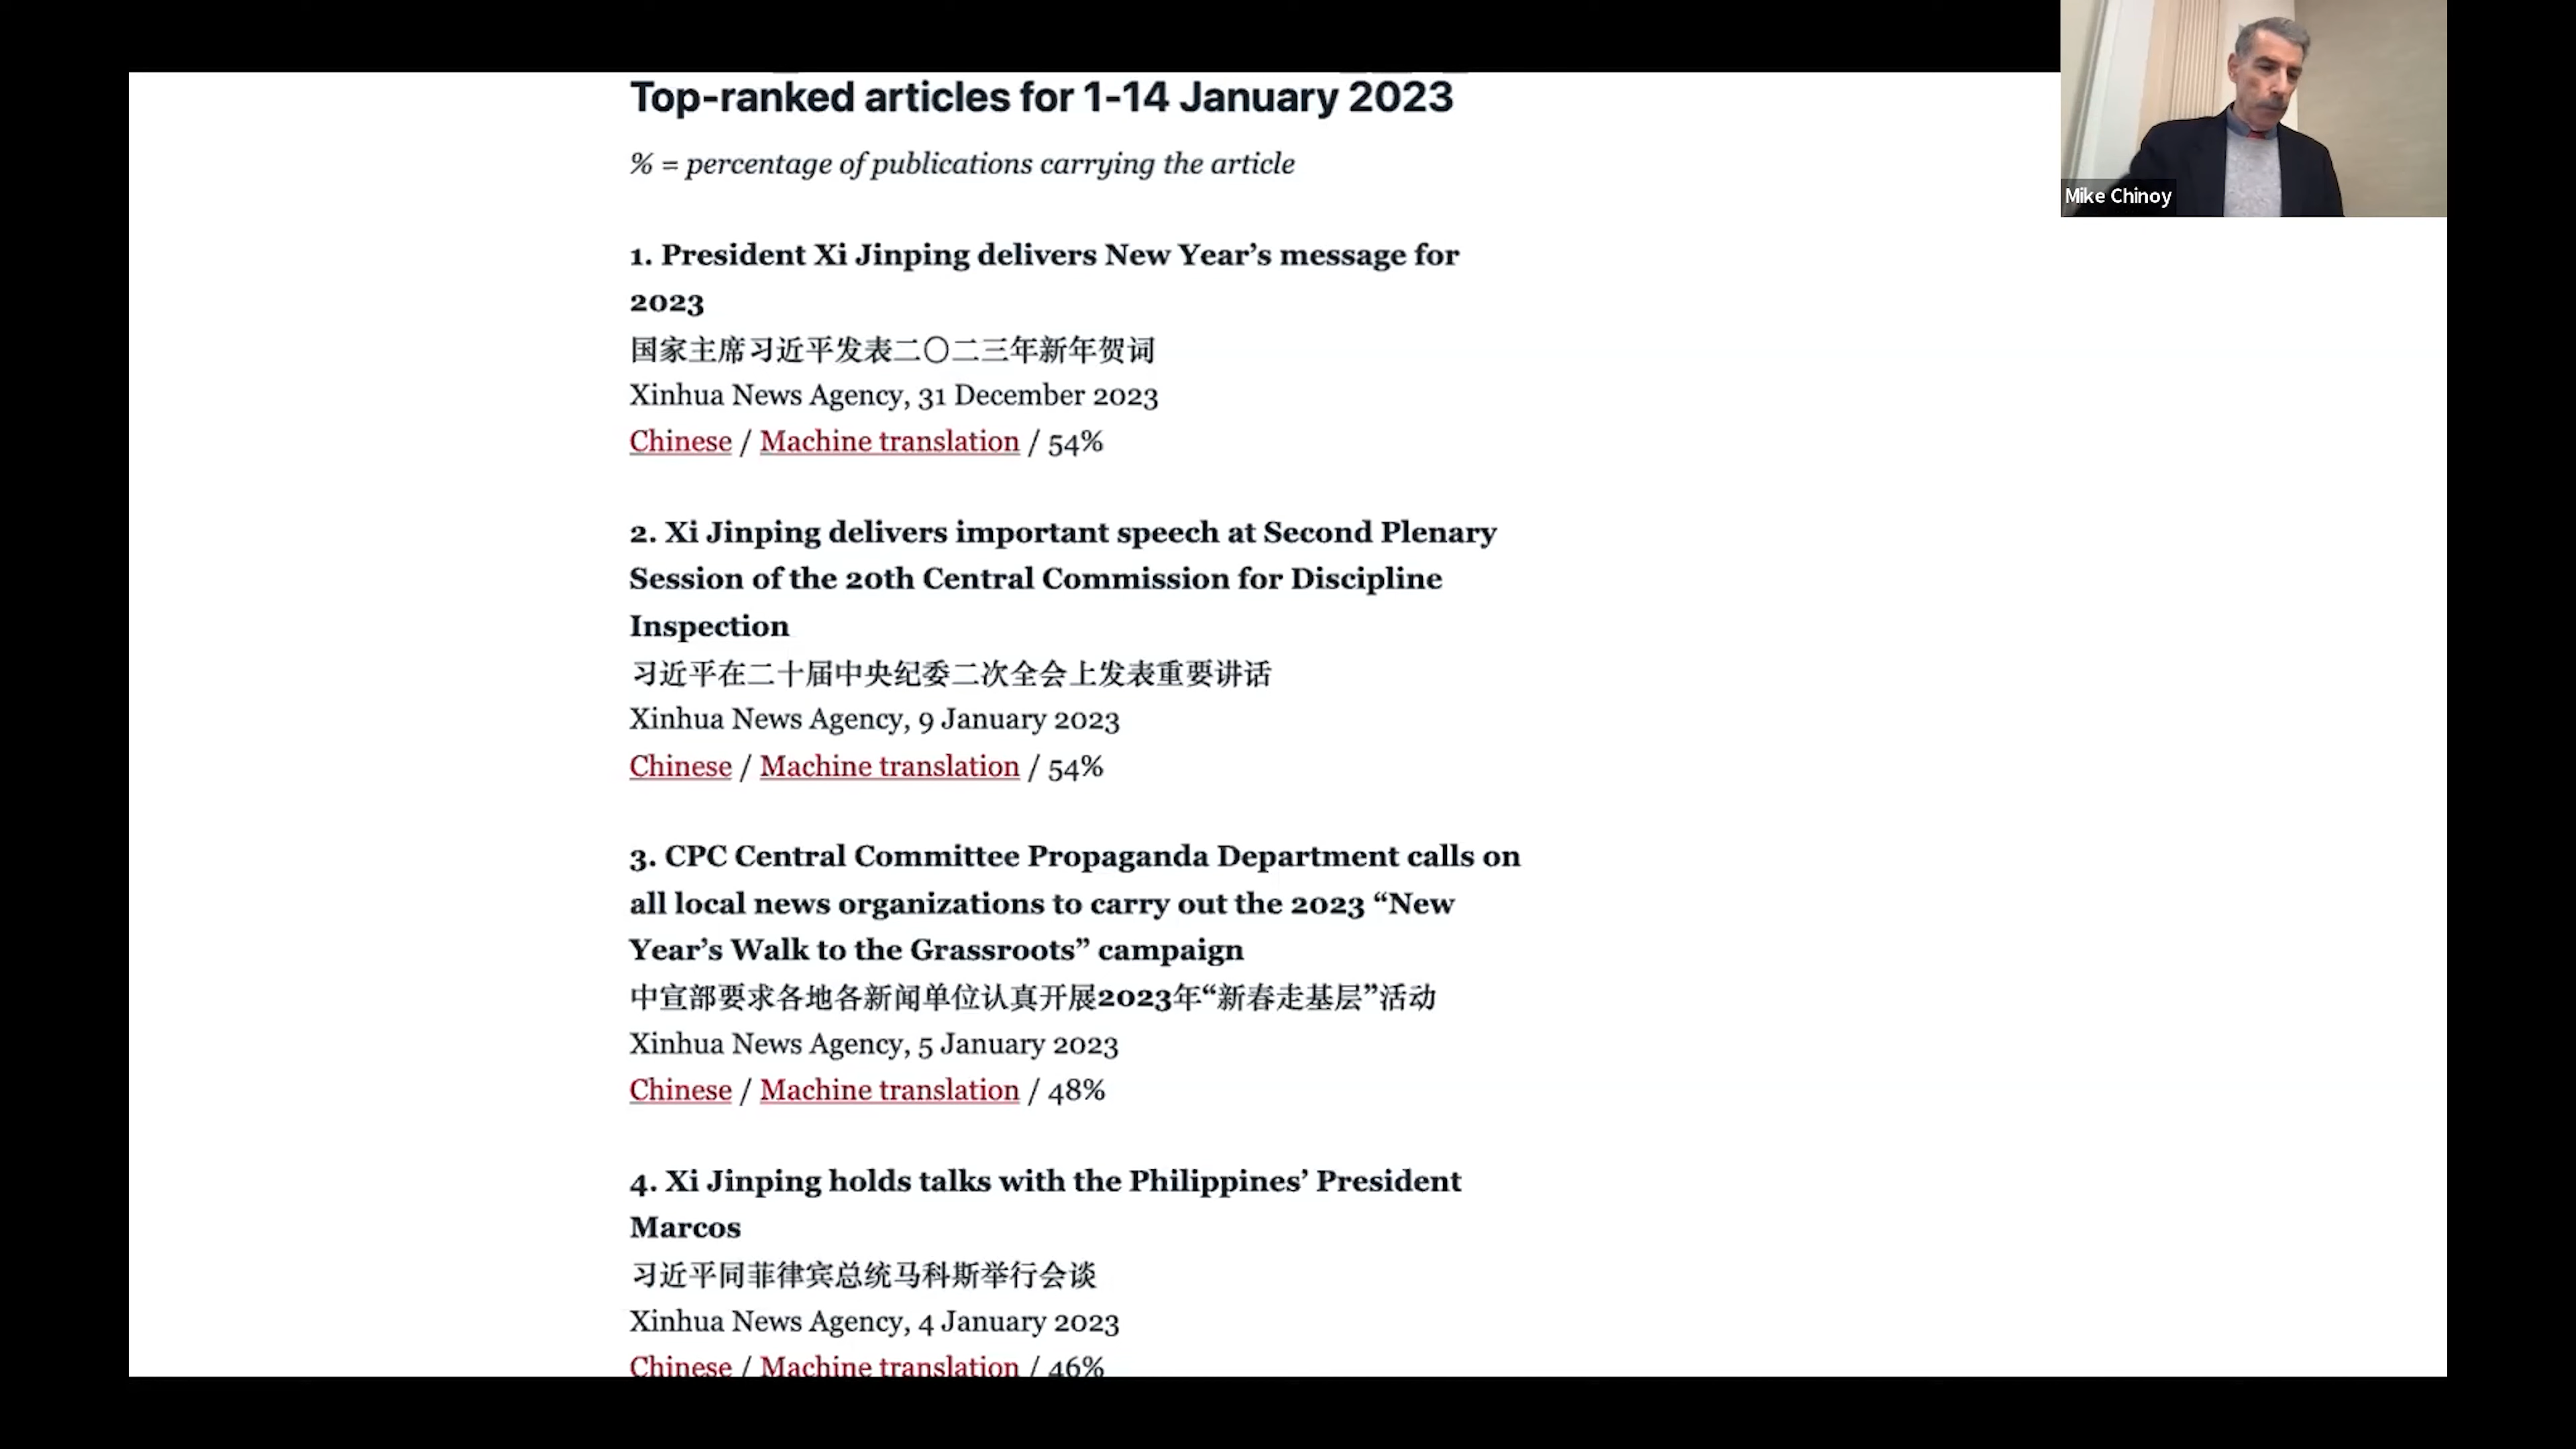 Top-ranked articles for 1-14 January 2023
% = percentage of publications carrying the article
1. President Xi Jinping delivers New Year’s message for
2023
国家主席习近平发表二〇二三年新年贺词
Xinhua News Agency, 31 December 2023
Chinese / Machine translation / 54%
2. Xi Jinping delivers important speech at Second Plenary
Session of the 20th Central Commission for Discipline
Inspection
习近平在二十届中央纪委二次全会上发表重要讲话
Xinhua News Agency, 9 January 2023
Chinese / Machine translation / 54%
3. CPC Central Committee Propaganda Department calls on
all local news organizations to carry out the 2023 “New
Year’s Walk to the Grassroots” campaign
中宣部要求各地各新闻单位认真开展2023年“新春走基层”活动
Xinhua News Agency, 5 January 2023
Chinese / Machine translation / 48%
4. Xi Jinping holds talks with the Philippines’ President
Marcos
习近平同菲律宾总统马科斯举行会谈
Xinhua News Agency, 4 January 2023
Chinese / Machine translation / 46%
Mike Chinoy